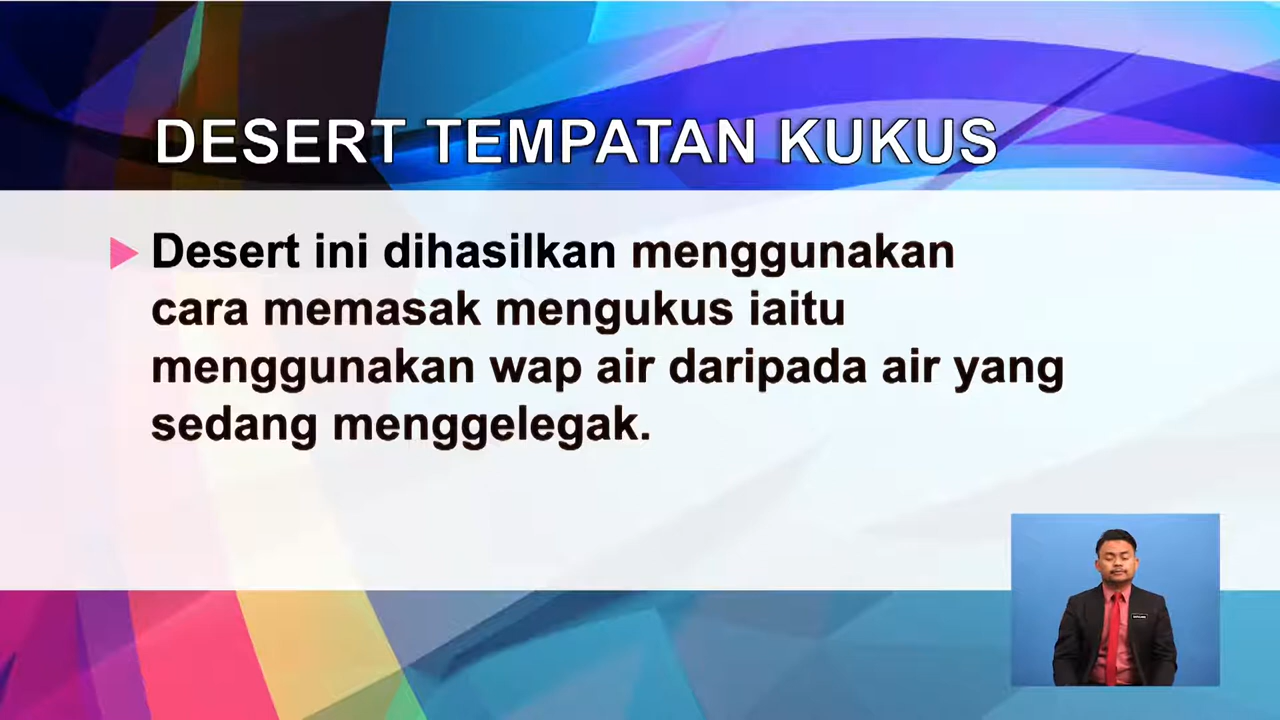 DESERT TEMPATAN KUKUS
Desert ini dihasilkan menggunakan
cara memasak mengukus iaitu
menggunakan wap air daripada air yang
sedang menggelegak.